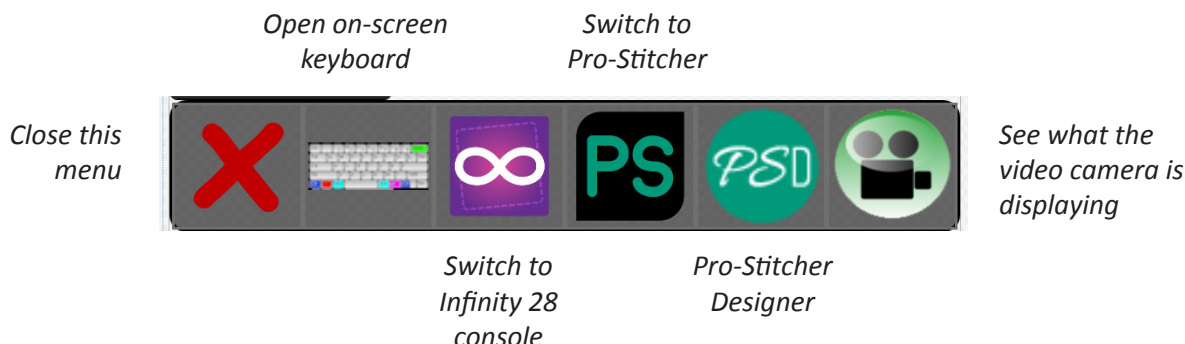 Open on-screen
keyboard
Switch to
Pro-Stitcher
Close this
menu
PS
PSD
See what the
video camera is
displaying
Switch to
Infinity 28
console
Pro-Stitcher
Designer